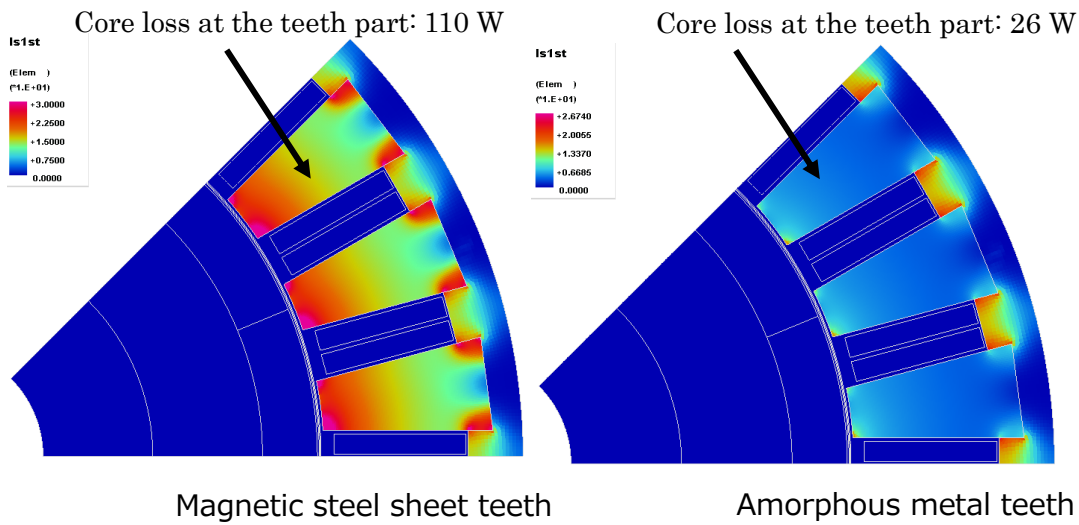 Core loss at the teeth part: 110 W
ls1st
(Elem )
(*1.E+01)
+3.0000
+2.2500
+1.5000
+0.7500
0.0000
Magnetic steel sheet teeth
Core loss at the teeth part: 26 W
ls1st
(Elem )
(*1.E+01)
+2.6740
+2.0055
+1.3370
+0.6685
0.0000
Amorphous metal teeth